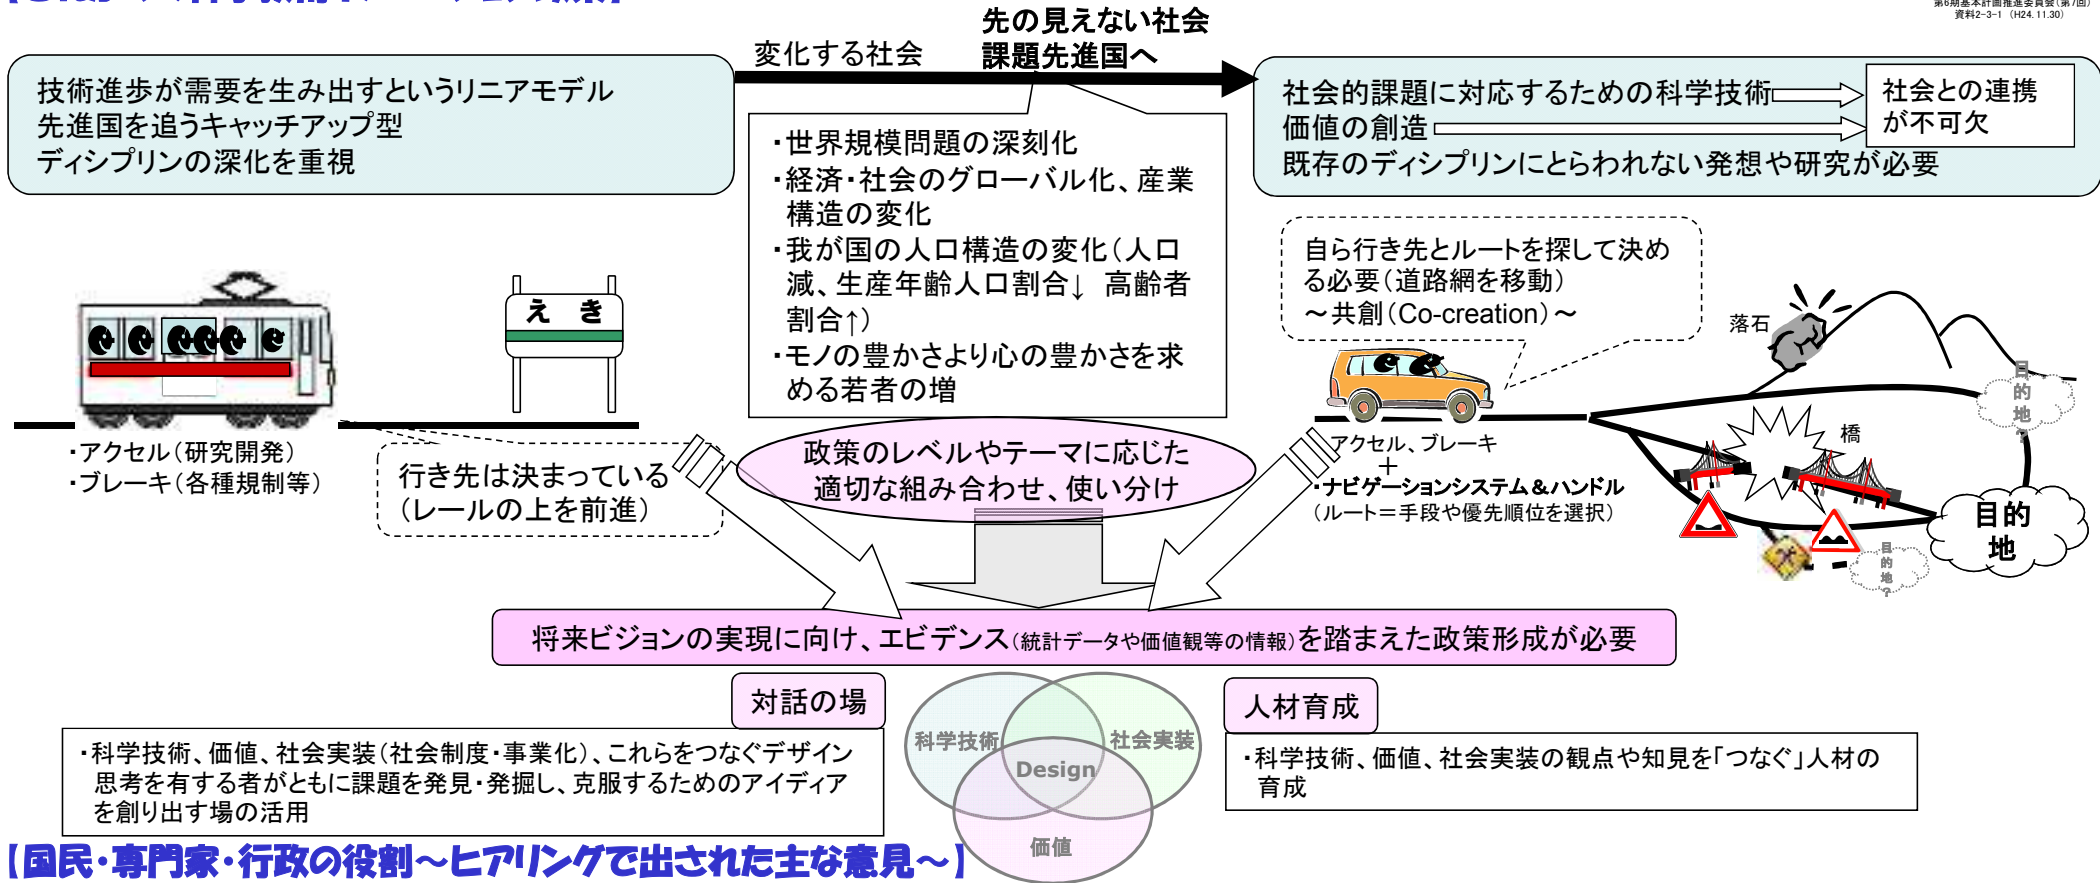 第6期基本計画推進委員会(第7回)
資料2-3-1 (H24.11.30)
先の見えない社会
課題先進国へ
変化する社会
技術進歩が需要を生み出すというリニアモデル
先進国を追うキャッチアップ型
ディシプリンの深化を重視
社会的課題に対応するための科学技術
価値の創造
既存のディシプリンにとらわれない発想や研究が必要
社会との連携
が不可欠
・世界規模問題の深刻化
・経済・社会のグローバル化、産業
構造の変化
・我が国の人口構造の変化(人口
減、生産年齢人口割合↓ 高齢者
割合↑)
・モノの豊かさより心の豊かさを求
める若者の増
えき
・アクセル(研究開発)
・ブレーキ(各種規制等)
行き先は決まっている
(レールの上を前進)
自ら行き先とルートを探して決め
る必要(道路網を移動)
～共創(Co-creation)～
落石
橋
目的地?
目的
地
目的地?
アクセル、ブレーキ
+
・ナビゲーションシステム&ハンドル
(ルート=手段や優先順位を選択)
政策のレベルやテーマに応じた
適切な組み合わせ、使い分け
将来ビジョンの実現に向け、エビデンス(統計データや価値観等の情報)を踏まえた政策形成が必要
対話の場
・科学技術、価値、社会実装(社会制度・事業化)、これらをつなぐデザイン
思考を有する者がともに課題を発見・発掘し、克服するためのアイディア
を創り出す場の活用
科学技術
社会実装
Design
価値
人材育成
・科学技術、価値、社会実装の観点や知見を「つなぐ」人材の
育成
【国民・専門家・行政の役割～ヒアリングで出された主な意見～】